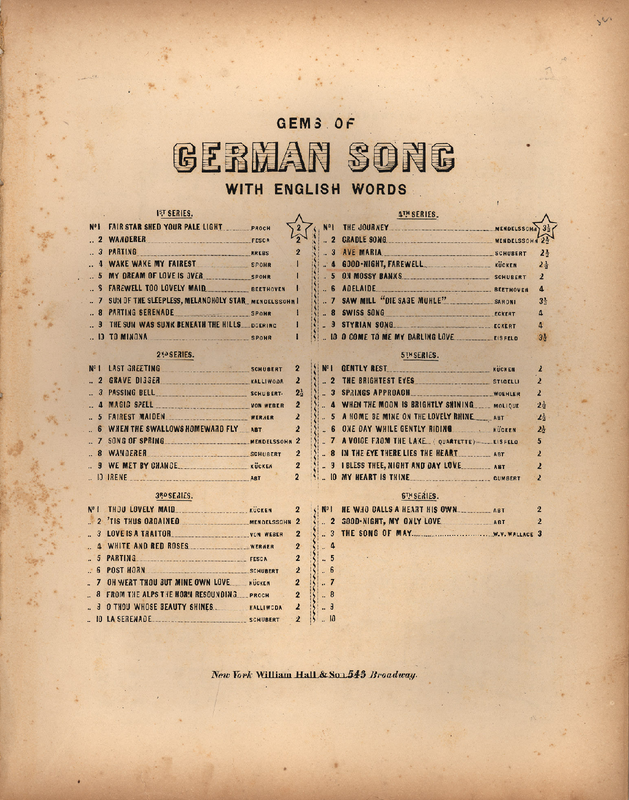 GEMS OF
GERMAN SONG
WITH ENGLISH WORDS
1ST SERIES.
No 1 FAIR STAR SHED YOUR PALE LIGHT PROCH 2
.. 2 WANDERER FESCA 2
.. 3 PARTING KREBS 2
.. 4 WAKE WAKE MY FAIREST SPOHR 1
.. 5 MY DREAM OF LOVE IS OVER SPOHR 1
.. 6 FAREWELL TOO LOVELY MAID BEETHOVEN 1
.. 7 SUN OF THE SLEEPLESS, MELANCHOLY STAR MENDELSSOHN 1
.. 8 PARTING SERENADE SPOHR 1
.. 9 THE SUN WAS SUNK BENEATH THE HILLS 1
.. 10 TO MINONA SPOHR 1
2ND SERIES.
No 1 LAST GREETING SCHUBERT 2
.. 2 GRAVE DIGGER KALLIWODA 2
.. 3 PASSING BELL SCHUBERT 2½
.. 4 MAGIC SPELL VON WEBER 2
.. 5 FAIREST MAIDEN WERNER 2
.. 6 WHEN THE SWALLOWS HOMEWARD FLY ABT 2
.. 7 SONG OF SPRING MENDELSSOHN 2
.. 8 WANDERER SCHUBERT 2
.. 9 WE MET BY CHANCE KÜCKEN 2
.. 10 IRENE ABT 2
3RD SERIES.
No 1 THOU LOVELY MAID KÜCKEN 2
.. 2 'TIS THUS ORDAINED MENDELSSOHN 2
.. 3 LOVE IS A TRAITOR VON WEBER 2
.. 4 WHITE AND RED ROSES WERNER 2
.. 5 PARTING FESCA 2
.. 6 POST HORN SCHUBERT 2
.. 7 OH WERT THOU BUT MINE OWN LOVE KÜCKEN 2
.. 8 FROM THE ALPS THE HORN RESOUNDING PROCH 2
.. 9 O THOU WHOSE BEAUTY SHINES KALLIWODA 2
.. 10 LA SERENADE SCHUBERT 2
4TH SERIES.
No 1 THE JOURNEY MENDELSSOHN 3½
.. 2 CRADLE SONG MENDELSSOHN 2½
.. 3 AVE MARIA SCHUBERT 2½
.. 4 GOOD-NIGHT, FAREWELL KÜCKEN 2½
.. 5 ON MOSSY BANKS SCHUBERT 2
.. 6 ADELAIDE BEETHOVEN 4
.. 7 SAW MILL "DIE SAGE MUHLE" SARONI 3½
.. 8 SWISS SONG ECKERT 4
.. 9 STYRIAN SONG ECKERT 4
.. 10 O COME TO ME MY DARLING LOVE EISFELD 3½
5TH SERIES.
No 1 GENTLY REST KÜCKEN 2
.. 2 THE BRIGHTEST EYES STIGELLI 2
.. 3 SPRINGS APPROACH WOEHLER 2
.. 4 WHEN THE MOON IS BRIGHTLY SHINING MOLIQUE 2½
.. 5 A HOME BE MINE ON THE LOVELY RHINE ABT 2½
.. 6 ONE DAY WHILE GENTLY RIDING KÜCKEN 2½
.. 7 A VOICE FROM THE LAKE (QUARTETTE) EISFELD 5
.. 8 IN THE EYE THERE LIES THE HEART ABT 2
.. 9 I BLESS THEE, NIGHT AND DAY LOVE ABT 2
.. 10 MY HEART IS THINE GUMBERT 2
6TH SERIES.
No 1 HE WHO CALLS A HEART HIS OWN ABT 2
.. 2 GOOD-NIGHT, MY ONLY LOVE ABT 2
.. 3 THE SONG OF MAY W.V. WALLACE 3
.. 4
.. 5
.. 6
.. 7
.. 8
.. 9
.. 10
New York William Hall & Son 543 Broadway.